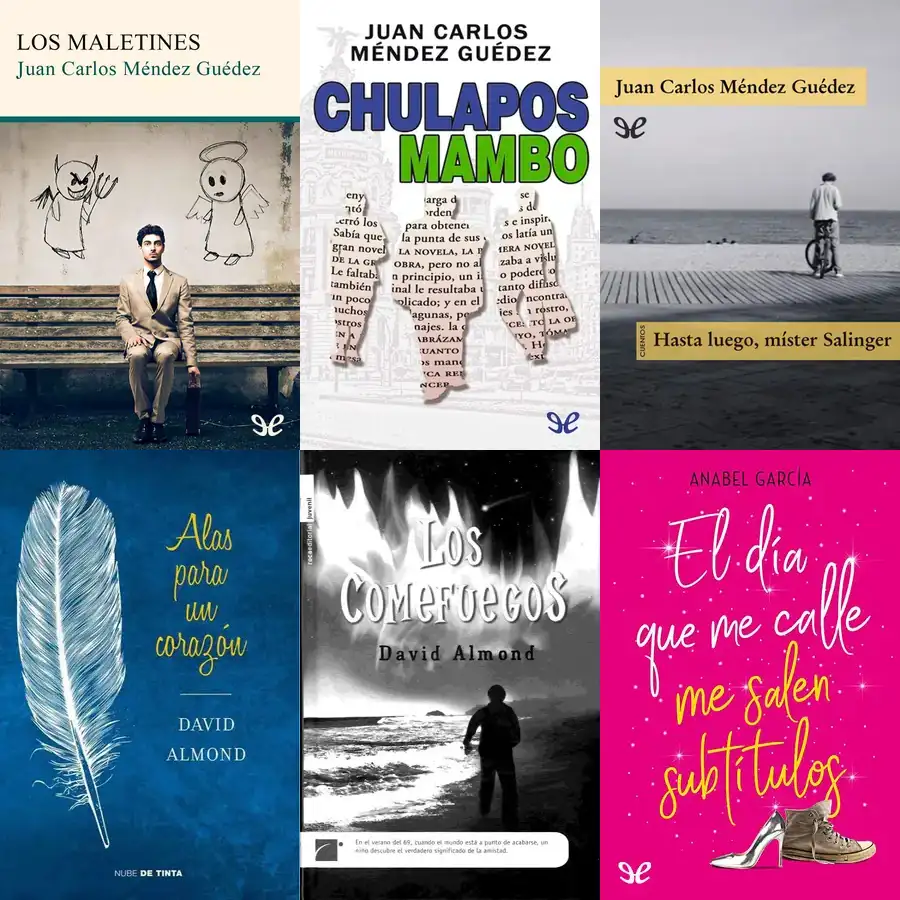 LOS MALETINES
Juan Carlos Méndez Guédez
JUAN CARLOS
MÉNDEZ GUÉDEZ
CHULAPOS
MAMBO
Juan Carlos Méndez Guédez
CUENTOS
Hasta luego, míster Salinger
Alas
para
un
corazón
DAVID
ALMOND
NUBE DE TINTA
rocaeditorial juvenil
Los
Comefuegos
David Almond
En el verano del 69, cuando el mundo está a punto de acabarse, un
niño descubre el verdadero significado de la amistad.
ANABEL GARCÍA
El día
que me calle
me salen
subtítulos